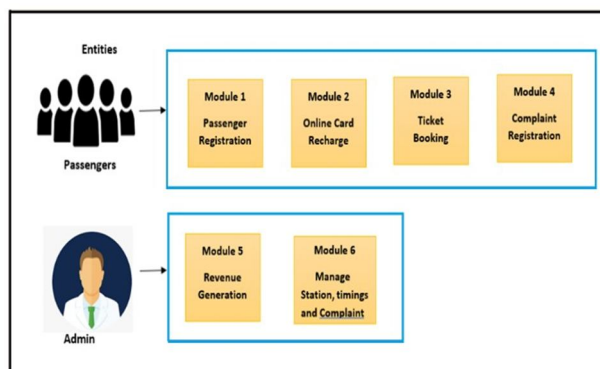 Entities
Passengers
Module 1
Passenger
Registration
Module 2
Online Card
Recharge
Module 3
Ticket
Booking
Module 4
Complaint
Registration
Admin
Module 5
Revenue
Generation
Module 6
Manage
Station, timings
and Complaint